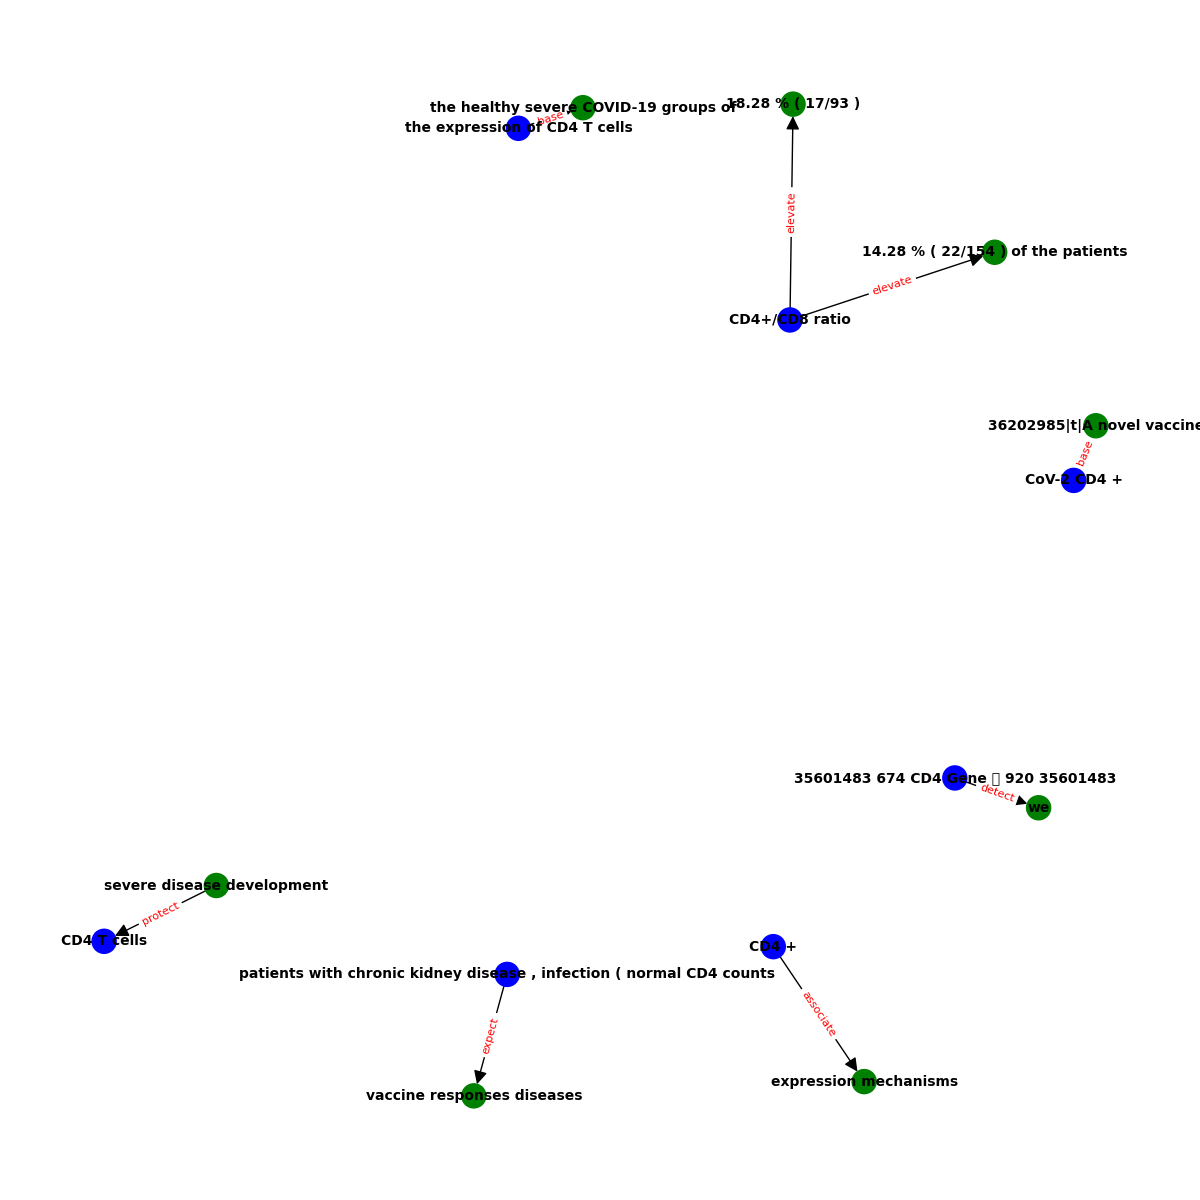 18.28 % ( 17/93 )
the healthy severe COVID-19 groups of
base
the expression of CD4 T cells
elevate
14.28 % ( 22/154 ) of the patients
elevate
CD4+/CD8 ratio
36202985|t|A novel vaccine
base
CoV-2 CD4 +
35601483 674 CD4 Gene 920 35601483
detect
we
severe disease development
protect
CD4 T cells
CD4 +
patients with chronic kidney disease , infection ( normal CD4 counts
associate
expect
expression mechanisms
vaccine responses diseases